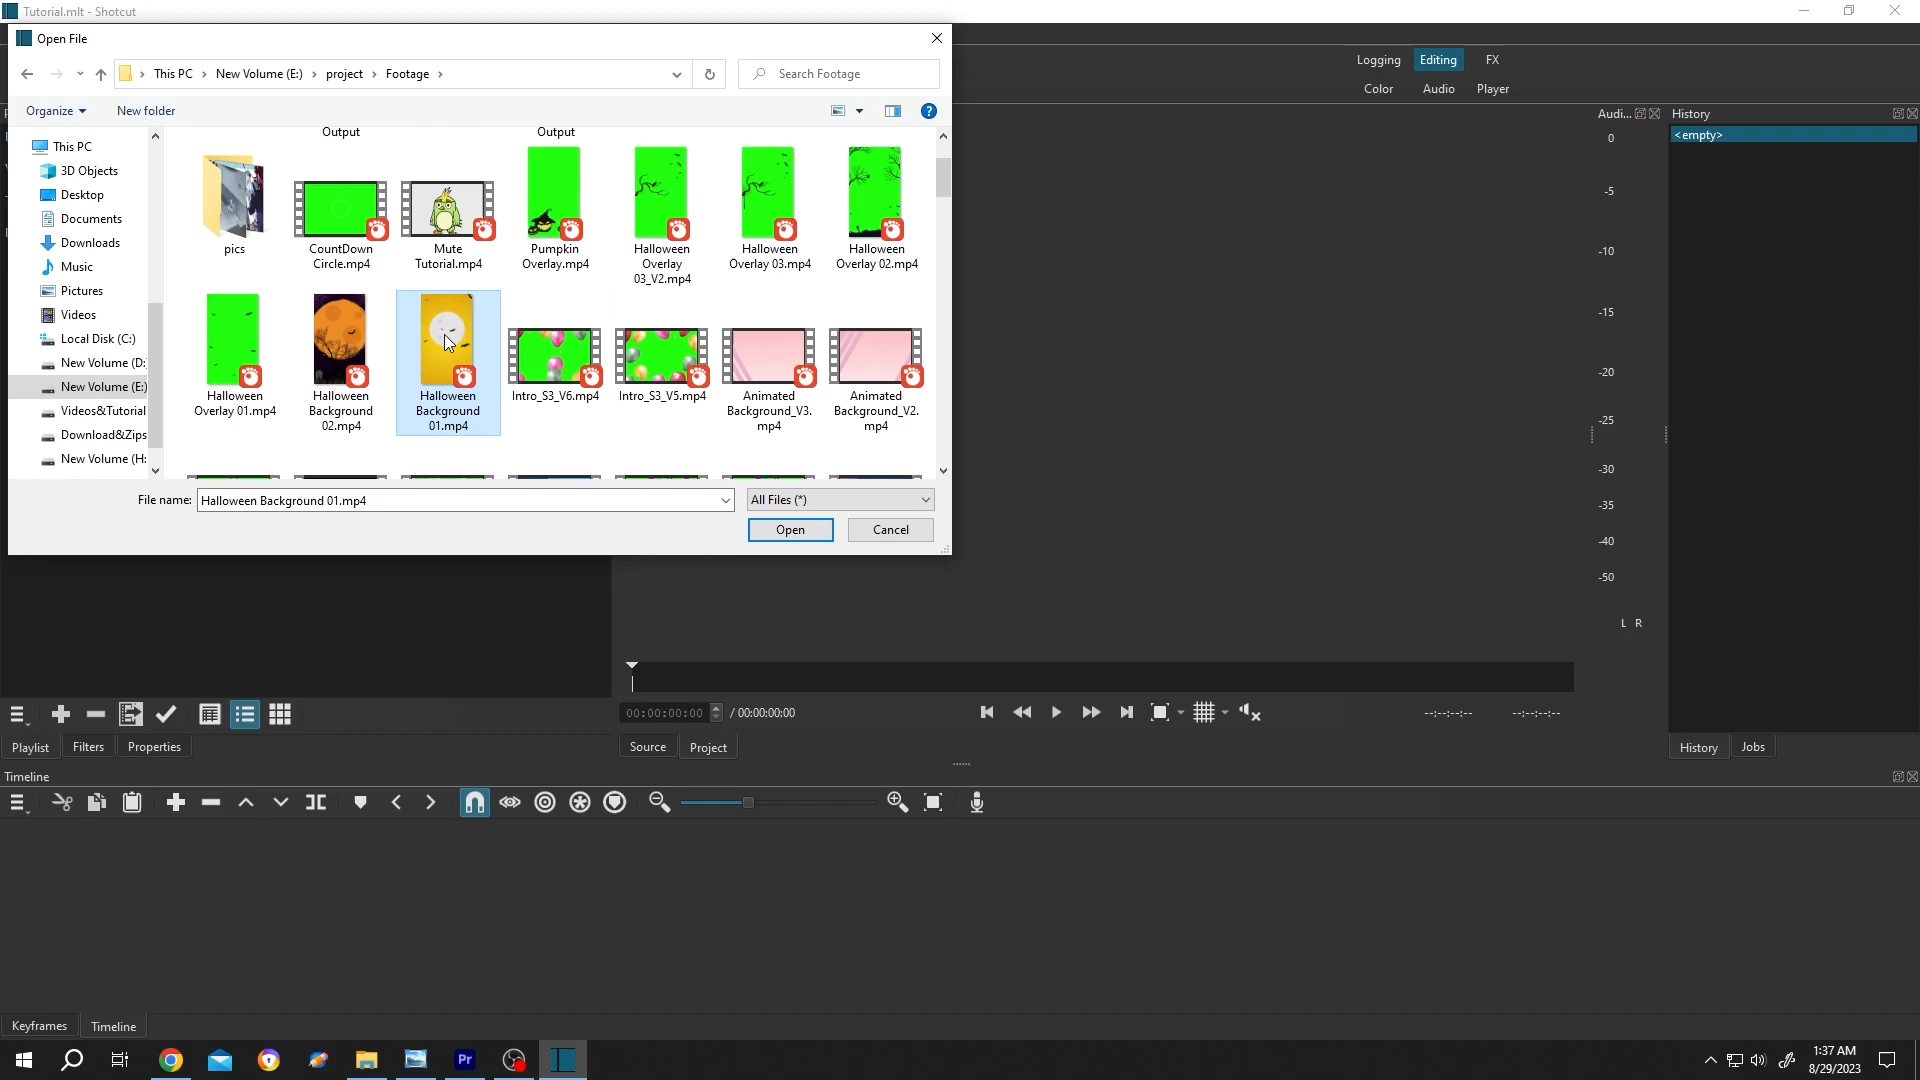 Tutorial.mlt - Shotcut
Open File
This PC
New Volume (E:)
project
Footage
Search Footage
Organize
New folder
This PC
3D Objects
Desktop
Documents
Downloads
Music
Pictures
Videos
Local Disk (C:)
New Volume (D:
New Volume (E:)
Videos&Tutorial
Download&Zips
New Volume (H:
Output
Output
pics
CountDown
Circle.mp4
Mute
Tutorial.mp4
Pumpkin
Overlay.mp4
Halloween
Overlay
03_V2.mp4
Halloween
Overlay 03.mp4
Halloween
Overlay 02.mp4
Halloween
Overlay 01.mp4
Halloween
Background
02.mp4
Halloween
Background
01.mp4
Intro_S3_V6.mp4
Intro_S3_V5.mp4
Animated
Background_V3.
mp4
Animated
Background_V2.
mp4
File name:
Halloween Background 01.mp4
All Files (*)
Open
Cancel
Logging
Editing
FX
Color
Audio
Player
Audi...
0
-5
-10
-15
-20
-25
-30
-35
-40
-50
L R
History
<empty>
00:00:00:00
/ 00:00:00:00
--:--:--:--
--:--:--:--
Playlist
Filters
Properties
Source
Project
History
Jobs
Timeline
Keyframes
Timeline
Pr
1:37 AM
8/29/2023